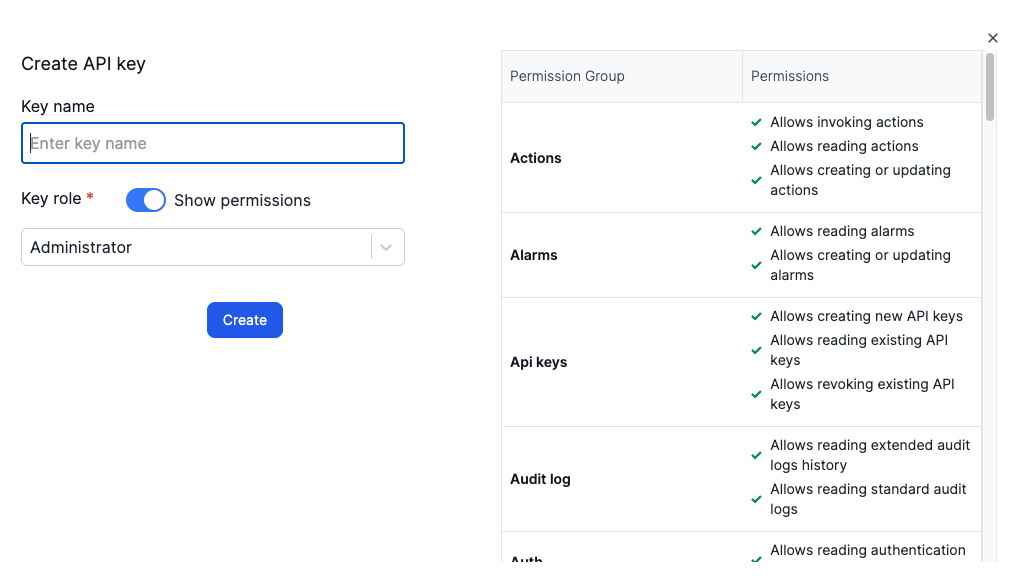 Create API key
Key name
Enter key name
Key role *
Show permissions
Administrator
Create
Permission Group
Permissions
Actions
Allows invoking actions
Allows reading actions
Allows creating or updating
actions
Alarms
Allows reading alarms
Allows creating or updating
alarms
Api keys
Allows creating new API keys
Allows reading existing API
keys
Allows revoking existing API
keys
Audit log
Allows reading extended audit
logs history
Allows reading standard audit
logs
Auth
Allows reading authentication